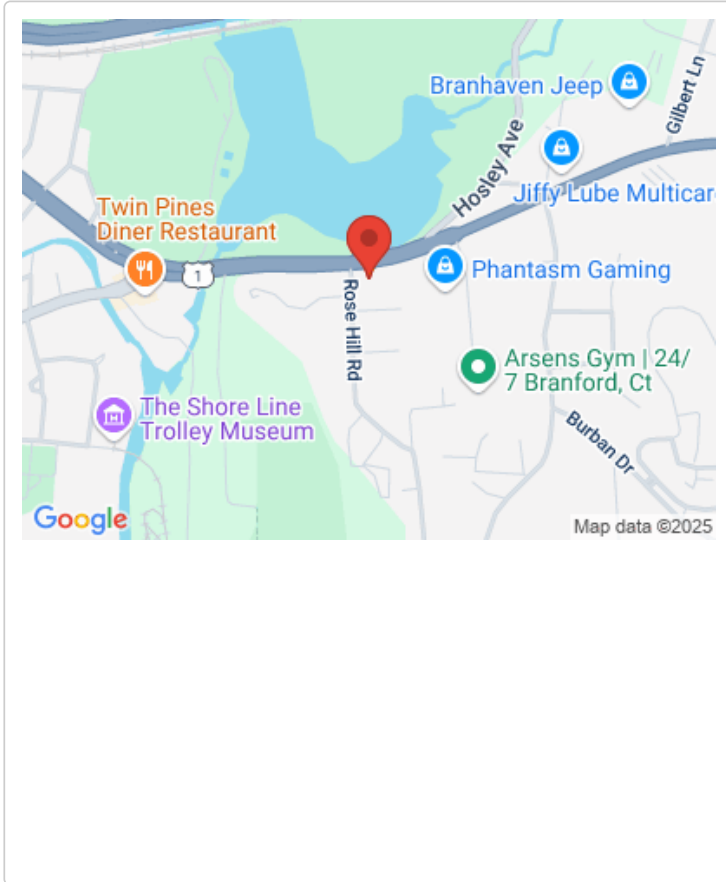 Branhaven Jeep
Gilbert Ln
Hosley Ave
Jiffy Lube Multicar
Twin Pines
Diner Restaurant
1
Phantasm Gaming
Rose Hill Rd
Arsens Gym | 24/
7 Branford, Ct
The Shore Line
Trolley Museum
Burban Dr
Google
Map data ©2025